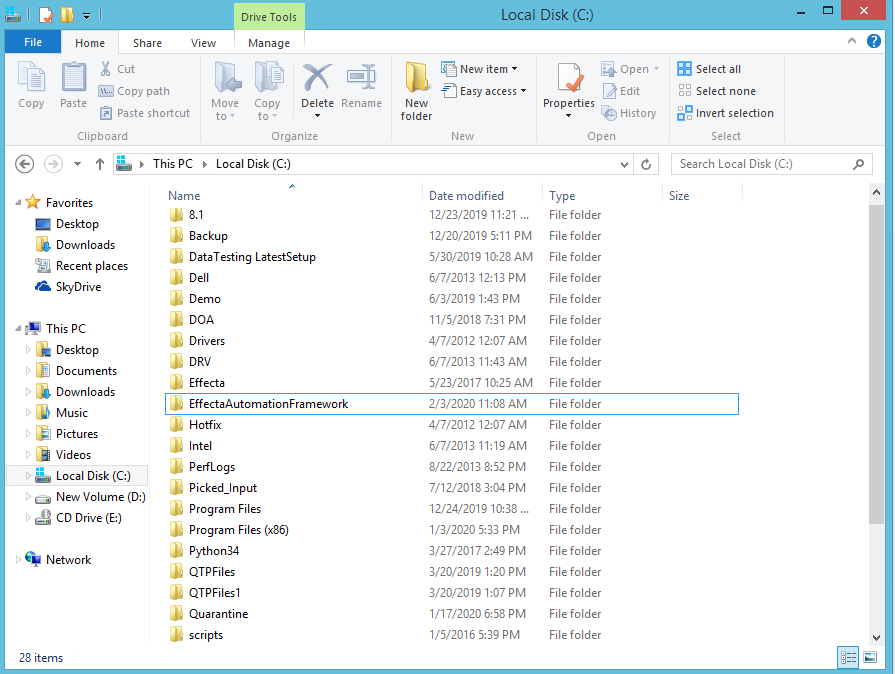 Drive Tools
Local Disk (C:)
File
Home
Share
View
Manage
Copy
Paste
Cut
Copy path
Paste shortcut
Clipboard
Move to
Copy to
Delete
Rename
Organize
New folder
New item
Easy access
New
Properties
Open
Edit
History
Open
Select all
Select none
Invert selection
Select
This PC
Local Disk (C:)
Search Local Disk (C:)
Favorites
Desktop
Downloads
Recent places
SkyDrive
This PC
Desktop
Documents
Downloads
Music
Pictures
Videos
Local Disk (C:)
New Volume (D:)
CD Drive (E:)
Network
Name Date modified Type Size
8.1 12/23/2019 11:21 ... File folder
Backup 12/20/2019 5:11 PM File folder
DataTesting LatestSetup 5/30/2019 10:28 AM File folder
Dell 6/7/2013 12:13 PM File folder
Demo 6/3/2019 1:43 PM File folder
DOA 11/5/2018 7:31 PM File folder
Drivers 4/7/2012 12:07 AM File folder
DRV 6/7/2013 11:43 AM File folder
Effecta 5/23/2017 10:25 AM File folder
EffectaAutomationFramework 2/3/2020 11:08 AM File folder
Hotfix 4/7/2012 12:07 AM File folder
Intel 6/7/2013 11:19 AM File folder
PerfLogs 8/22/2013 8:52 PM File folder
Picked_Input 7/12/2018 3:04 PM File folder
Program Files 12/24/2019 10:38 ... File folder
Program Files (x86) 1/3/2020 5:33 PM File folder
Python34 3/27/2017 2:49 PM File folder
QTPFiles 3/20/2019 1:20 PM File folder
QTPFiles1 3/20/2019 1:07 PM File folder
Quarantine 1/17/2020 6:58 PM File folder
scripts 1/5/2016 5:39 PM File folder
28 items